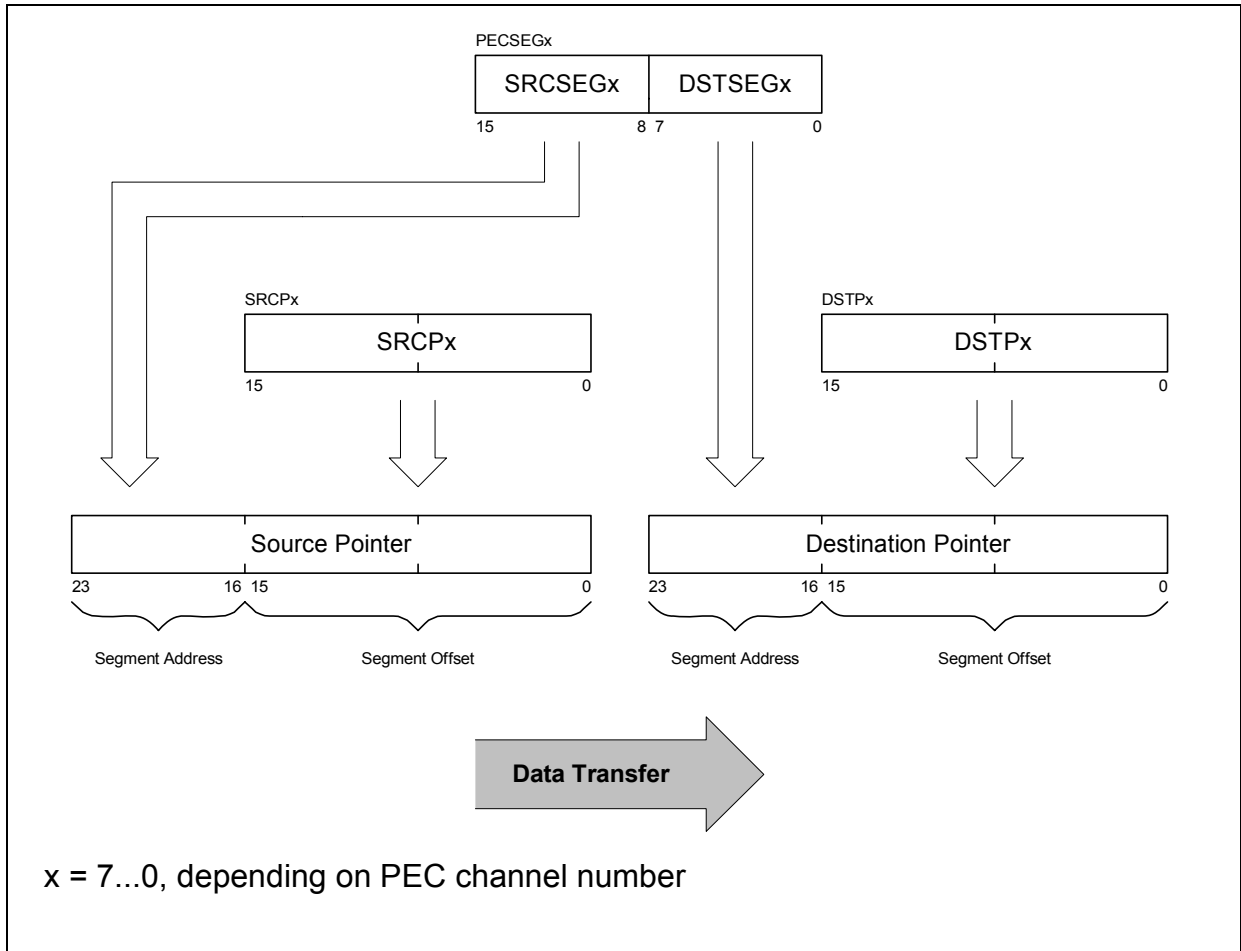 PECSEGx
SRCSEGx DSTSEGx
15 8 7 0
SRCPx DSTPx
SRCPx DSTPx
15 0 15 0
Source Pointer Destination Pointer
23 16 15 0 23 16 15 0
Segment Address Segment Offset Segment Address Segment Offset
Data Transfer
x = 7...0, depending on PEC channel number